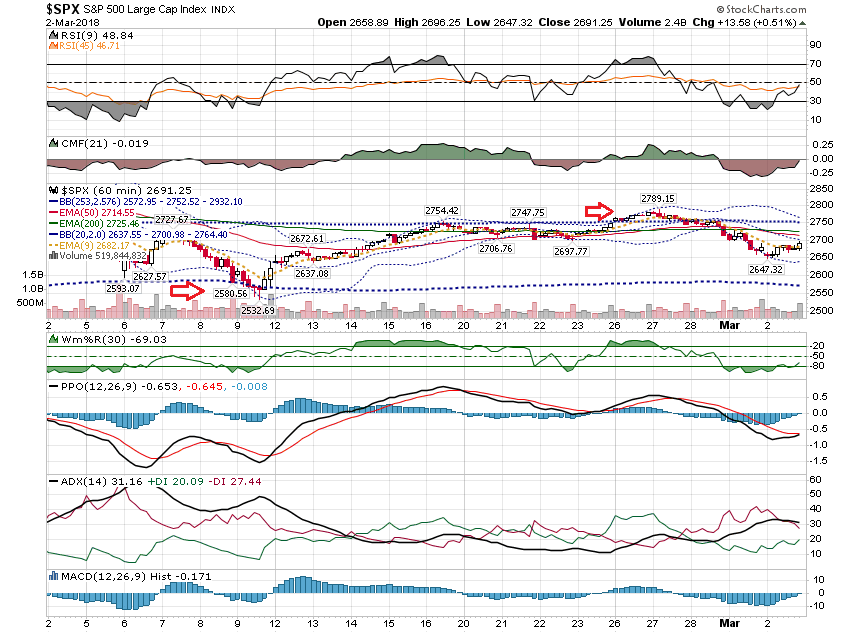 $SPX S&P 500 Large Cap Index INDX
© StockCharts.com
2-Mar-2018
Open 2658.89 High 2696.25 Low 2647.32 Close 2691.25 Volume 2.4B Chg +13.58 (+0.51%)
RSI(9) 48.84
RSI(45) 46.71
90
70
50
30
10
CMF(21) -0.019
0.25
0.00
-0.25
$SPX (60 min) 2691.25
BB(253,2.576) 2572.95 - 2752.52 - 2932.10
EMA(50) 2714.55
EMA(200) 2725.46
BB(20,2.0) 2637.55 - 2700.98 - 2764.40
EMA(9) 2682.17
Volume 519,844,832
2727.67
2627.57
2593.07
2580.56
2532.69
2672.61
2637.08
2754.42
2706.76
2747.75
2697.77
2789.15
2647.32
2850
2800
2750
2700
2650
2600
2550
2500
1.5B
1.0B
500M
2 5 6 7 8 9 12 13 14 15 16 20 21 22 23 26 27 28 Mar 2
Wm%R(30) -69.03
-20
-50
-80
PPO(12,26,9) -0.653, -0.645, -0.008
0.5
0.0
-0.5
-1.0
-1.5
ADX(14) 31.16 +DI 20.09 -DI 27.44
60
50
40
30
20
10
MACD(12,26,9) Hist -0.171
10
0
-10
2 5 6 7 8 9 12 13 14 15 16 20 21 22 23 26 27 28 Mar 2